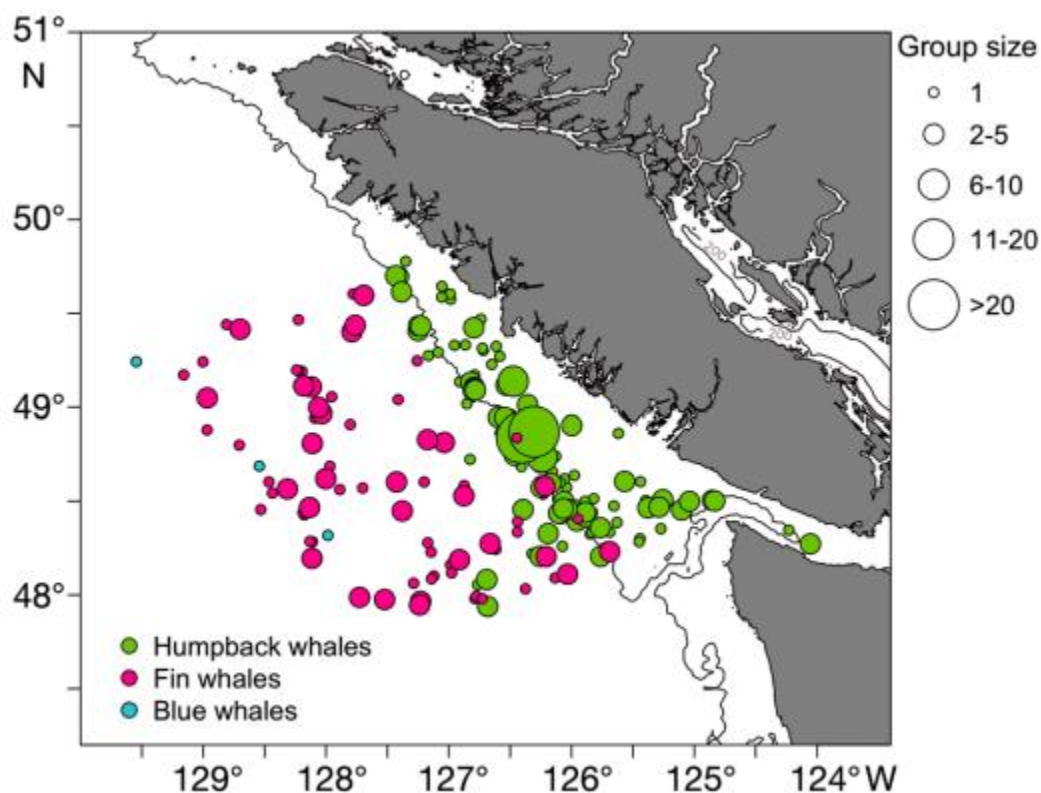 51°
N
50°
49°
48°
129°
128°
127°
126°
125°
124°W
Group size
1
2-5
6-10
11-20
>20
200
200
Humpback whales
Fin whales
Blue whales